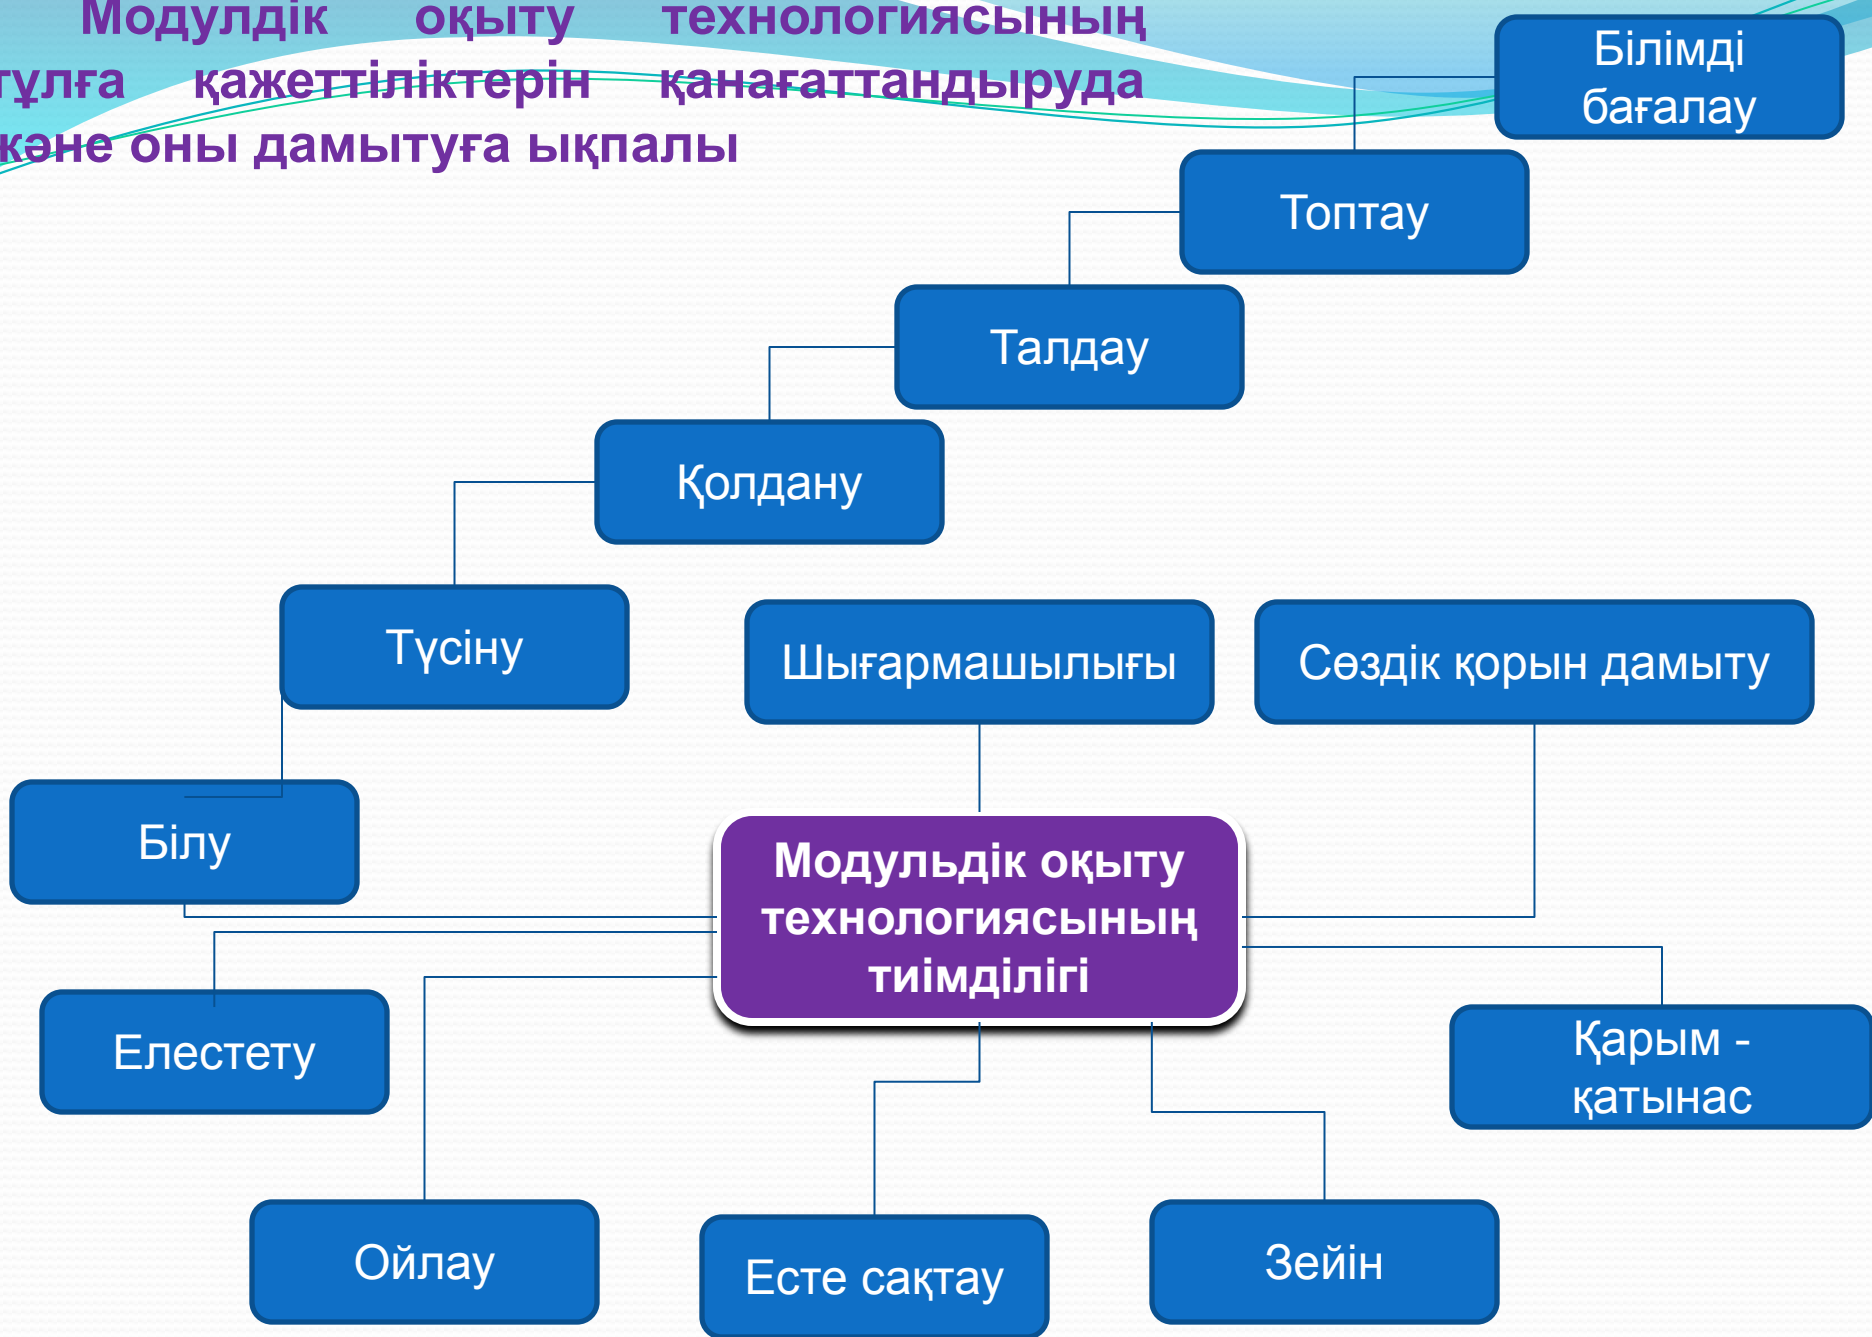 Модулдік оқыту технологиясының
тұлға қажеттіліктерін қанағаттандыруда
және оны дамытуға ықпалы
Білімді
бағалау
Топтау
Талдау
Қолдану
Түсіну
Шығармашылығы
Сөздік қорын дамыту
Білу
Модульдік оқыту
технологиясының
тиімділігі
Елестету
Қарым -
қатынас
Ойлау
Есте сақтау
Зейін